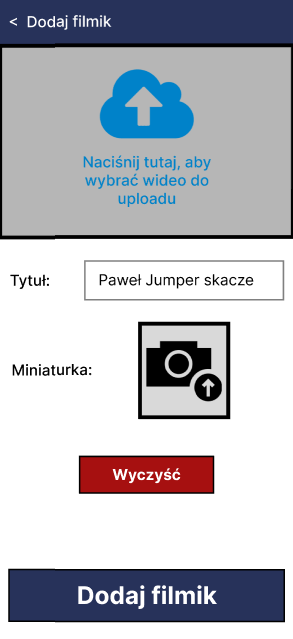 < Dodaj filmik
Naciśnij tutaj, aby
wybrać wideo do
uploadu
Tytuł:
Paweł Jumper skacze
Miniaturka:
Wyczyść
Dodaj filmik